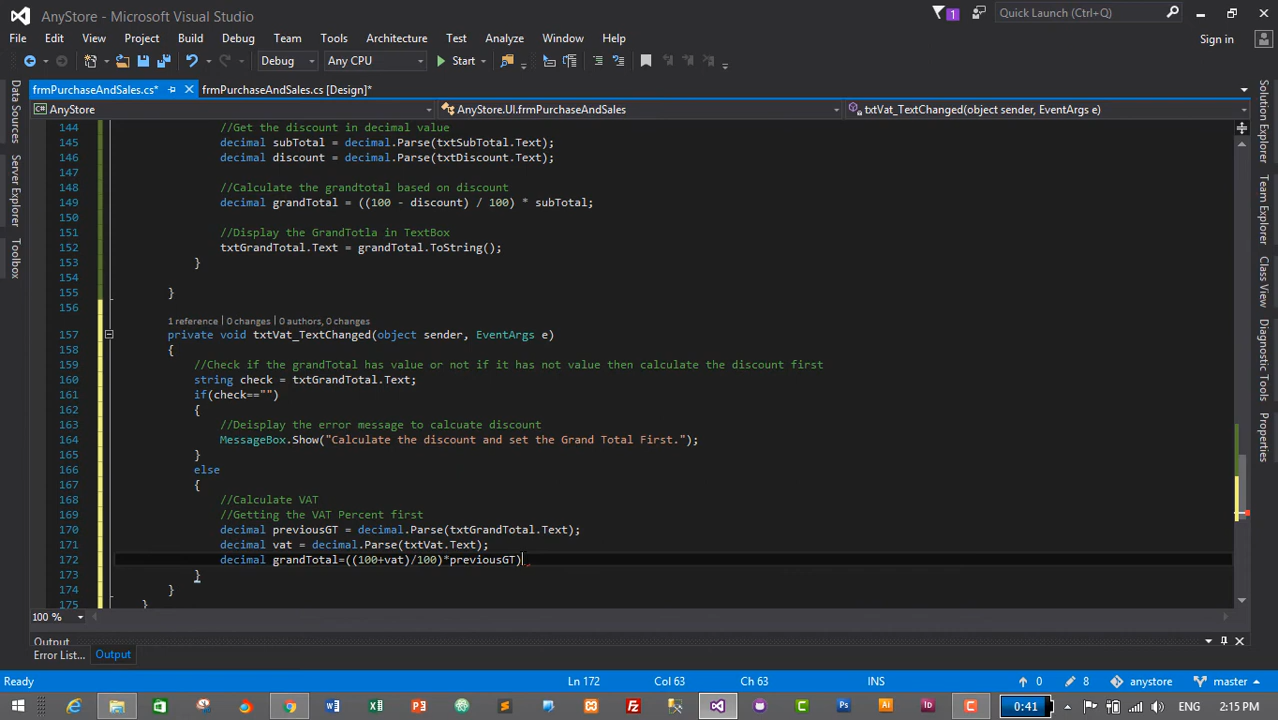 AnyStore - Microsoft Visual Studio
1
Quick Launch (Ctrl+Q)
File Edit View Project Build Debug Team Tools Architecture Test Analyze Window Help
Sign in
Debug Any CPU Start
frmPurchaseAndSales.cs* frmPurchaseAndSales.cs [Design]*
AnyStore AnyStore.UI.frmPurchaseAndSales txtVat_TextChanged(object sender, EventArgs e)
Data Sources
Server Explorer
Toolbox
Solution Explorer
Team Explorer
Class View
Diagnostic Tools
Properties
144 //Get the discount in decimal value
145 decimal subTotal = decimal.Parse(txtSubTotal.Text);
146 decimal discount = decimal.Parse(txtDiscount.Text);
147
148 //Calculate the grandtotal based on discount
149 decimal grandTotal = ((100 - discount) / 100) * subTotal;
150
151 //Display the GrandTotla in TextBox
152 txtGrandTotal.Text = grandTotal.ToString();
153 }
154
155 }
156
1 reference | 0 changes | 0 authors, 0 changes
157 private void txtVat_TextChanged(object sender, EventArgs e)
158 {
159 //Check if the grandTotal has value or not if it has not value then calculate the discount first
160 string check = txtGrandTotal.Text;
161 if(check=="")
162 {
163 //Deisplay the error message to calcuate discount
164 MessageBox.Show("Calculate the discount and set the Grand Total First.");
165 }
166 else
167 {
168 //Calculate VAT
169 //Getting the VAT Percent first
170 decimal previousGT = decimal.Parse(txtGrandTotal.Text);
171 decimal vat = decimal.Parse(txtVat.Text);
172 decimal grandTotal=((100+vat)/100)*previousGT)
173 }
174 }
175 }
100 %
Output
Error List... Output
Ready Ln 172 Col 63 Ch 63 INS 0 8 anystore master
0:41 ENG 2:15 PM